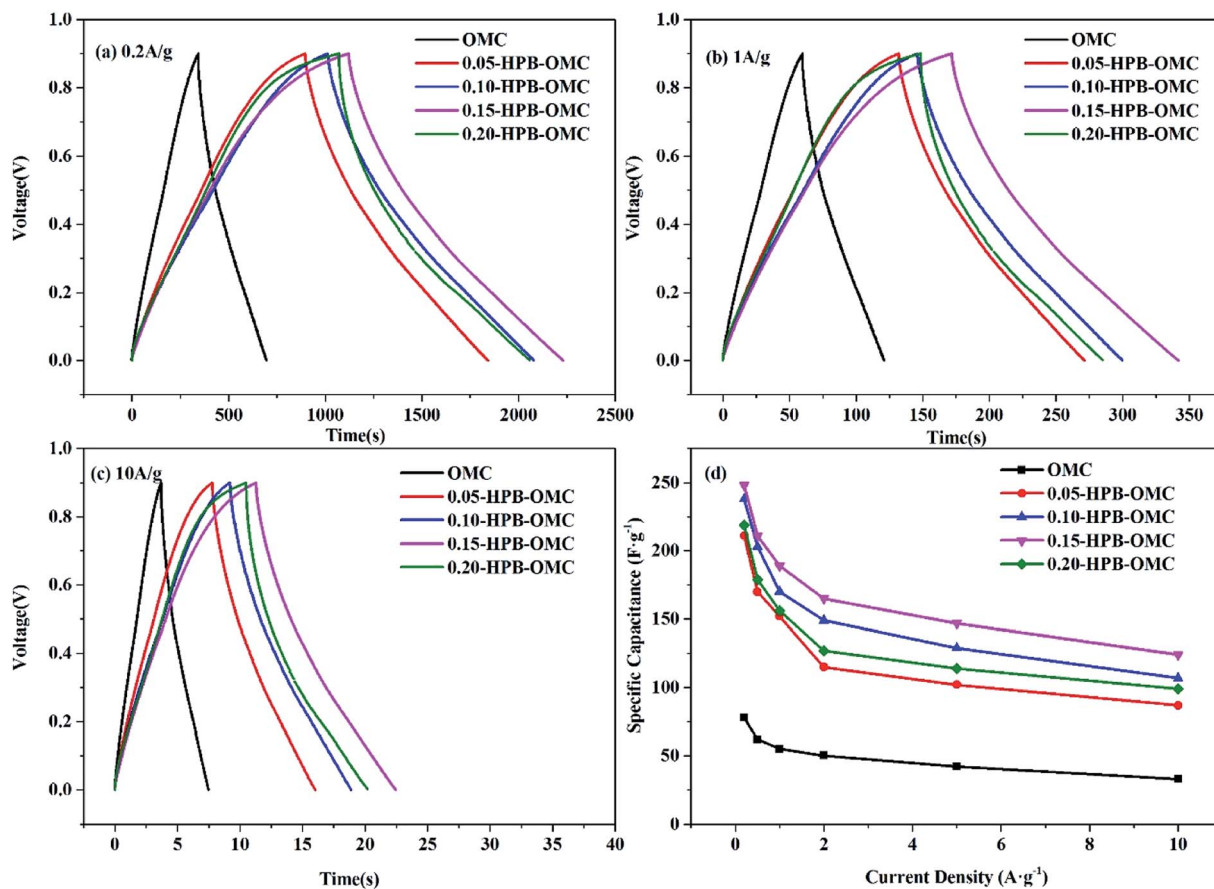 (a) 0.2A/g
OMC
0.05-HPB-OMC
0.10-HPB-OMC
0.15-HPB-OMC
0.20-HPB-OMC
Voltage(V)
1.0
0.8
0.6
0.4
0.2
0.0
0 500 1000 1500 2000 2500
Time(s)
(b) 1A/g
OMC
0.05-HPB-OMC
0.10-HPB-OMC
0.15-HPB-OMC
0.20-HPB-OMC
Voltage(V)
1.0
0.8
0.6
0.4
0.2
0.0
0 50 100 150 200 250 300 350
Time(s)
(c) 10A/g
OMC
0.05-HPB-OMC
0.10-HPB-OMC
0.15-HPB-OMC
0.20-HPB-OMC
Voltage(V)
1.0
0.8
0.6
0.4
0.2
0.0
0 5 10 15 20 25 30 35 40
Time(s)
(d)
OMC
0.05-HPB-OMC
0.10-HPB-OMC
0.15-HPB-OMC
0.20-HPB-OMC
Specific Capacitance (F·g⁻¹)
250
200
150
100
50
0
0 2 4 6 8 10
Current Density (A·g⁻¹)